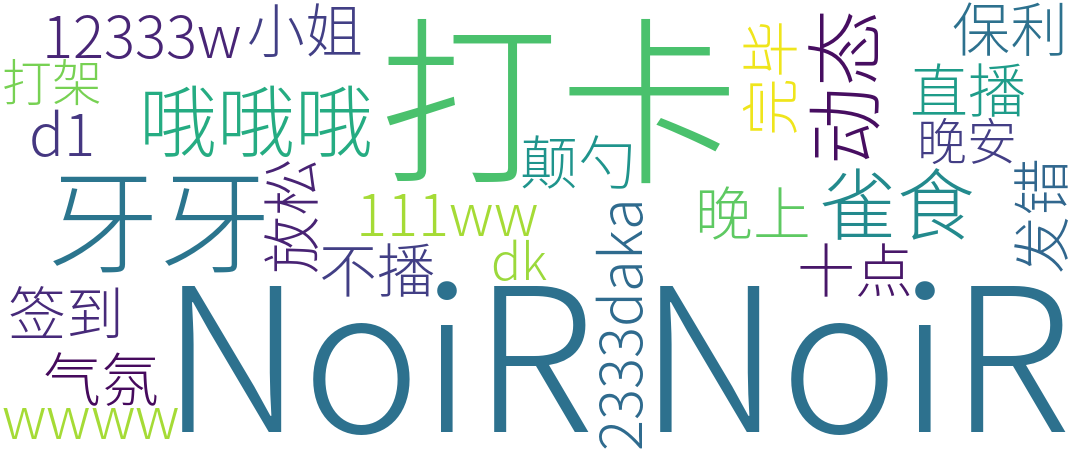 12333w
小姐
打卡
完毕
动态
保利
打架
d1
哦哦哦
颠勺
直播
晚安
牙牙
放松
111ww
晚上
雀食
不播
dk
2333daka
十点
发错
签到
气氛
wwww
NoiR NoiR